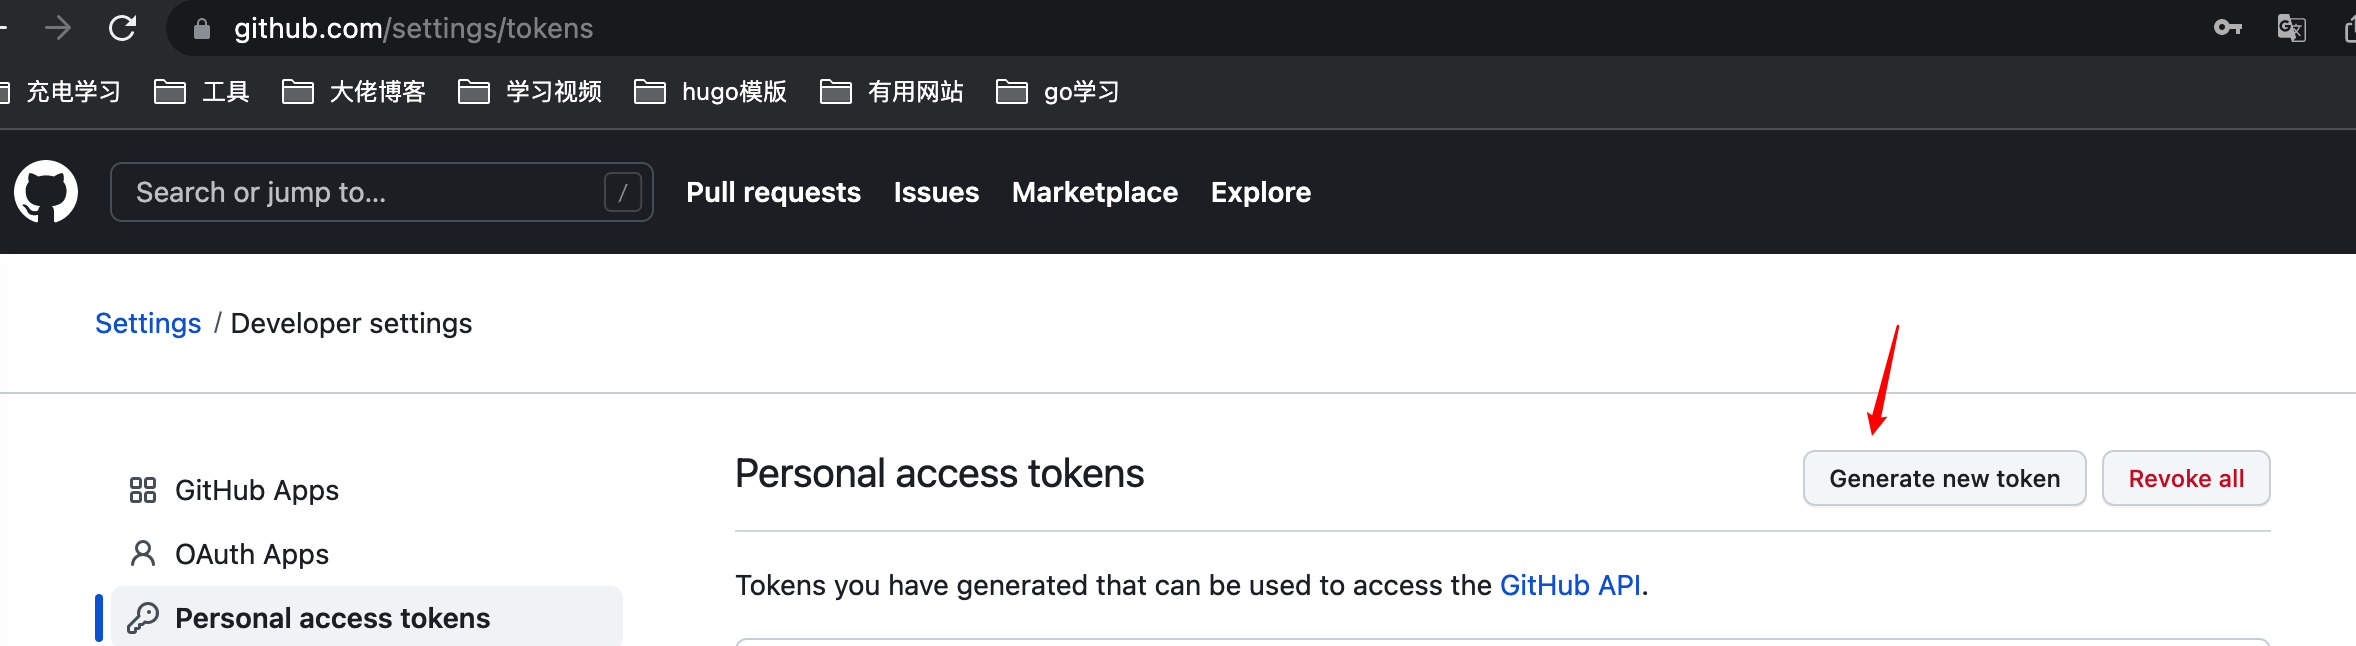 github.com/settings/tokens
充电学习 工具 大佬博客 学习视频 hugo模版 有用网站 go学习
Search or jump to... / Pull requests Issues Marketplace Explore
Settings / Developer settings
GitHub Apps
OAuth Apps
Personal access tokens
Personal access tokens Generate new token Revoke all
Tokens you have generated that can be used to access the GitHub API.